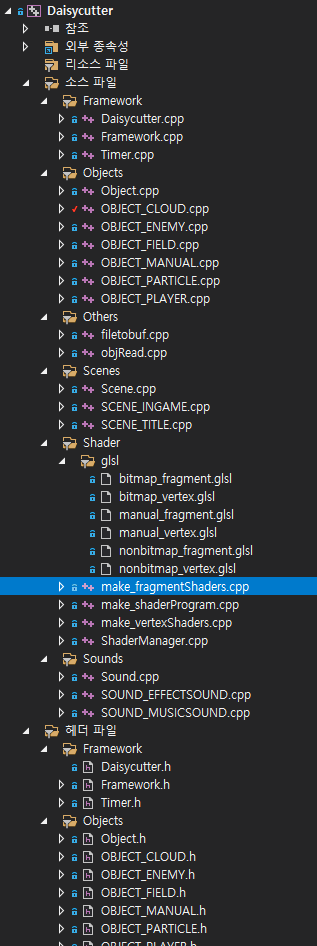 Daisycutter
참조
외부 종속성
리소스 파일
소스 파일
Framework
Daisycutter.cpp
Framework.cpp
Timer.cpp
Objects
Object.cpp
OBJECT_CLOUD.cpp
OBJECT_ENEMY.cpp
OBJECT_FIELD.cpp
OBJECT_MANUAL.cpp
OBJECT_PARTICLE.cpp
OBJECT_PLAYER.cpp
Others
filetobuf.cpp
objRead.cpp
Scenes
Scene.cpp
SCENE_INGAME.cpp
SCENE_TITLE.cpp
Shader
glsl
bitmap_fragment.glsl
bitmap_vertex.glsl
manual_fragment.glsl
manual_vertex.glsl
nonbitmap_fragment.glsl
nonbitmap_vertex.glsl
make_fragmentShaders.cpp
make_shaderProgram.cpp
make_vertexShaders.cpp
ShaderManager.cpp
Sounds
Sound.cpp
SOUND_EFFECTSOUND.cpp
SOUND_MUSICSOUND.cpp
헤더 파일
Framework
Daisycutter.h
Framework.h
Timer.h
Objects
Object.h
OBJECT_CLOUD.h
OBJECT_ENEMY.h
OBJECT_FIELD.h
OBJECT_MANUAL.h
OBJECT_PARTICLE.h
OBJECT_PLAYER.h